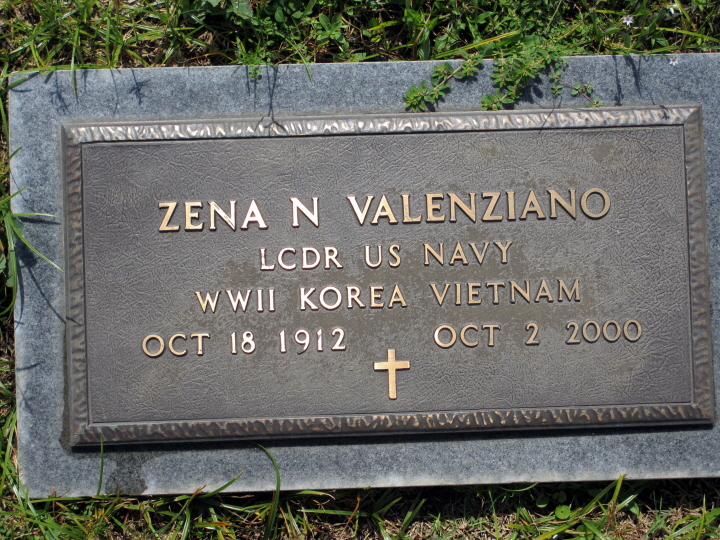 ZENA N VALENZIANO
LCDR US NAVY
WWII KOREA VIETNAM
OCT 18 1912 OCT 2 2000